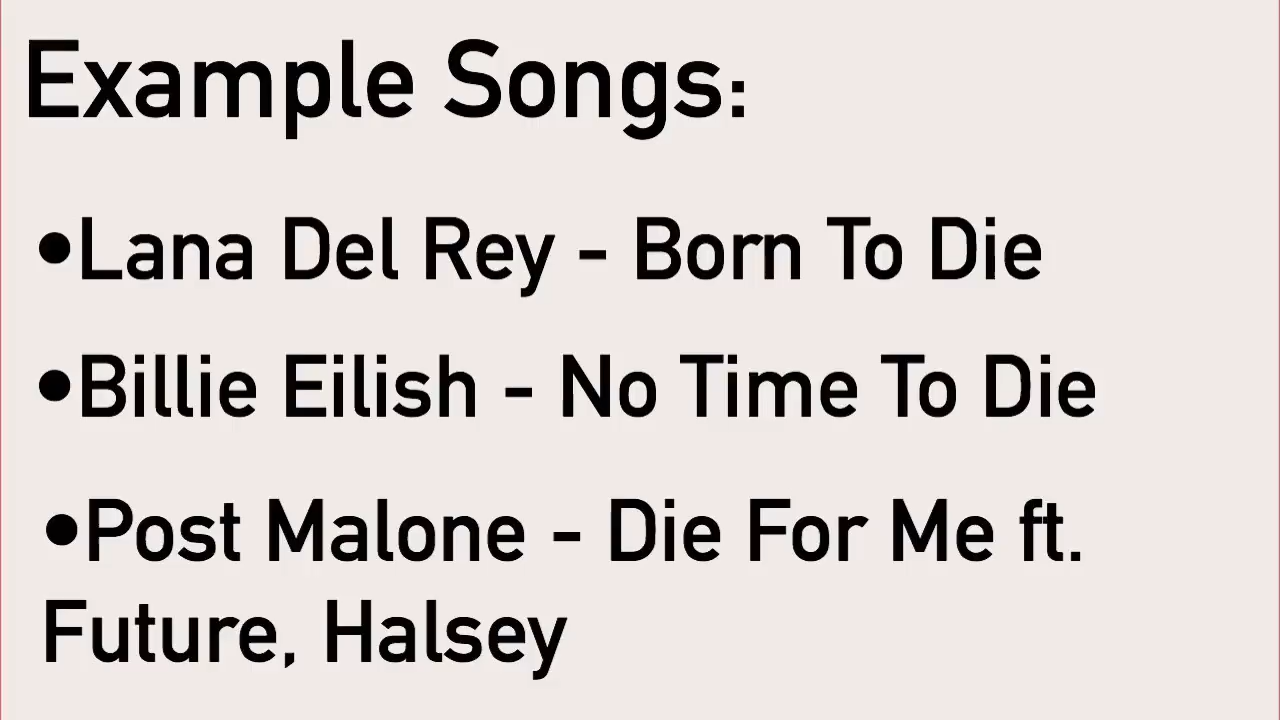 Example Songs:
•Lana Del Rey - Born To Die
•Billie Eilish - No Time To Die
•Post Malone - Die For Me ft.
Future, Halsey